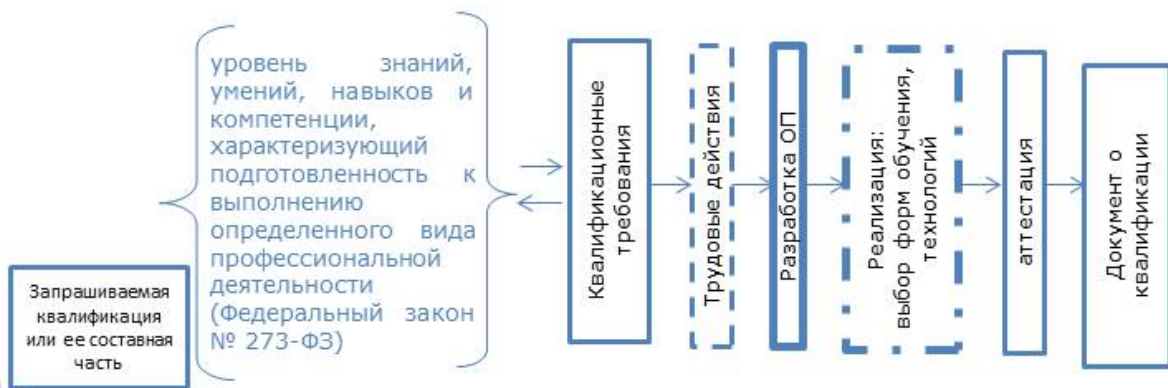 Запрашиваемая
квалификация
или ее составная
часть
уровень знаний,
умений, навыков и
компетенции,
характеризующий
подготовленность к
выполнению
определенного вида
профессиональной
деятельности
(Федеральный закон
№ 273-ФЗ)
Квалификационные
требования
Трудовые действия
Разработка ОП
Реализация:
выбор форм обучения,
технологий
аттестация
Документ о
квалификации